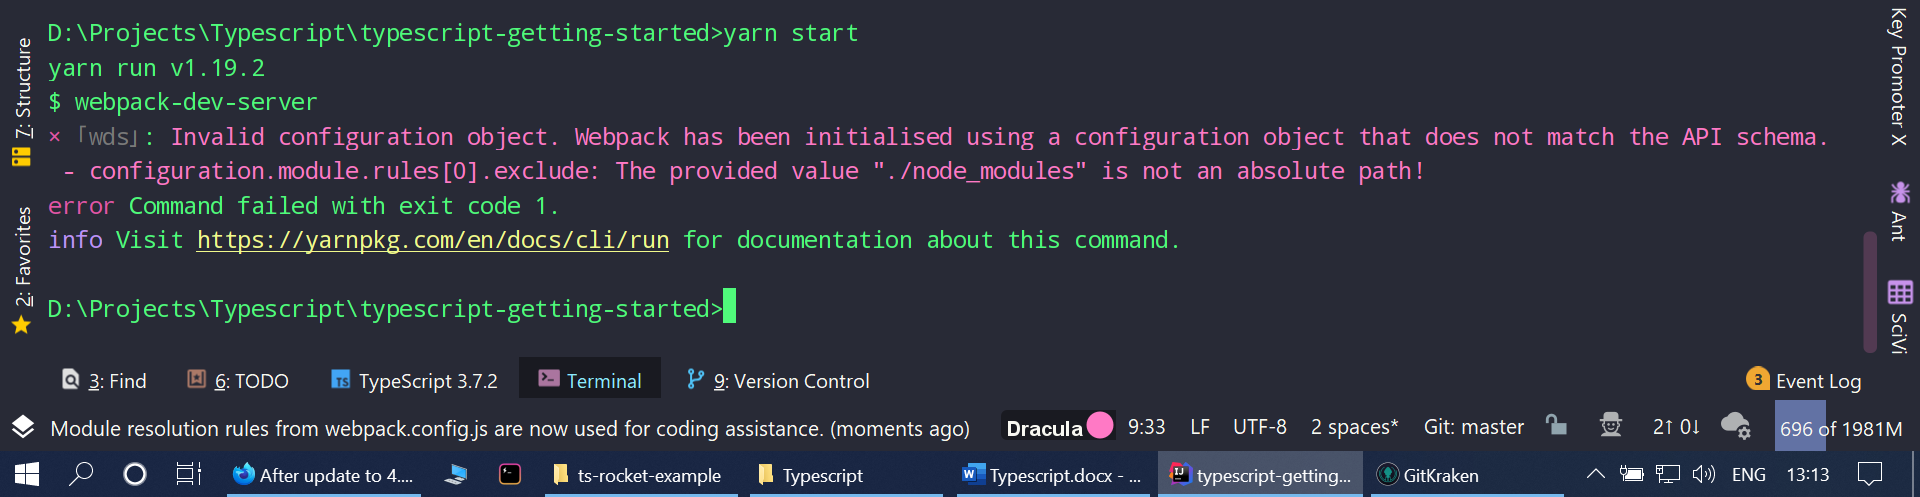 D:\Projects\Typescript\typescript-getting-started>yarn start
yarn run v1.19.2
$ webpack-dev-server
× ｢wds｣: Invalid configuration object. Webpack has been initialised using a configuration object that does not match the API schema.
 - configuration.module.rules[0].exclude: The provided value "./node_modules" is not an absolute path!
error Command failed with exit code 1.
info Visit https://yarnpkg.com/en/docs/cli/run for documentation about this command.
D:\Projects\Typescript\typescript-getting-started>
7: Structure
2: Favorites
Key Promoter X
Ant
SciVi
3: Find
6: TODO
TS TypeScript 3.7.2
Terminal
9: Version Control
3 Event Log
Module resolution rules from webpack.config.js are now used for coding assistance. (moments ago)
Dracula
9:33
LF
UTF-8
2 spaces*
Git: master
2↑ 0↓
696 of 1981M
After update to 4....
ts-rocket-example
Typescript
W Typescript.docx - ...
IJ typescript-getting...
GitKraken
ENG
13:13